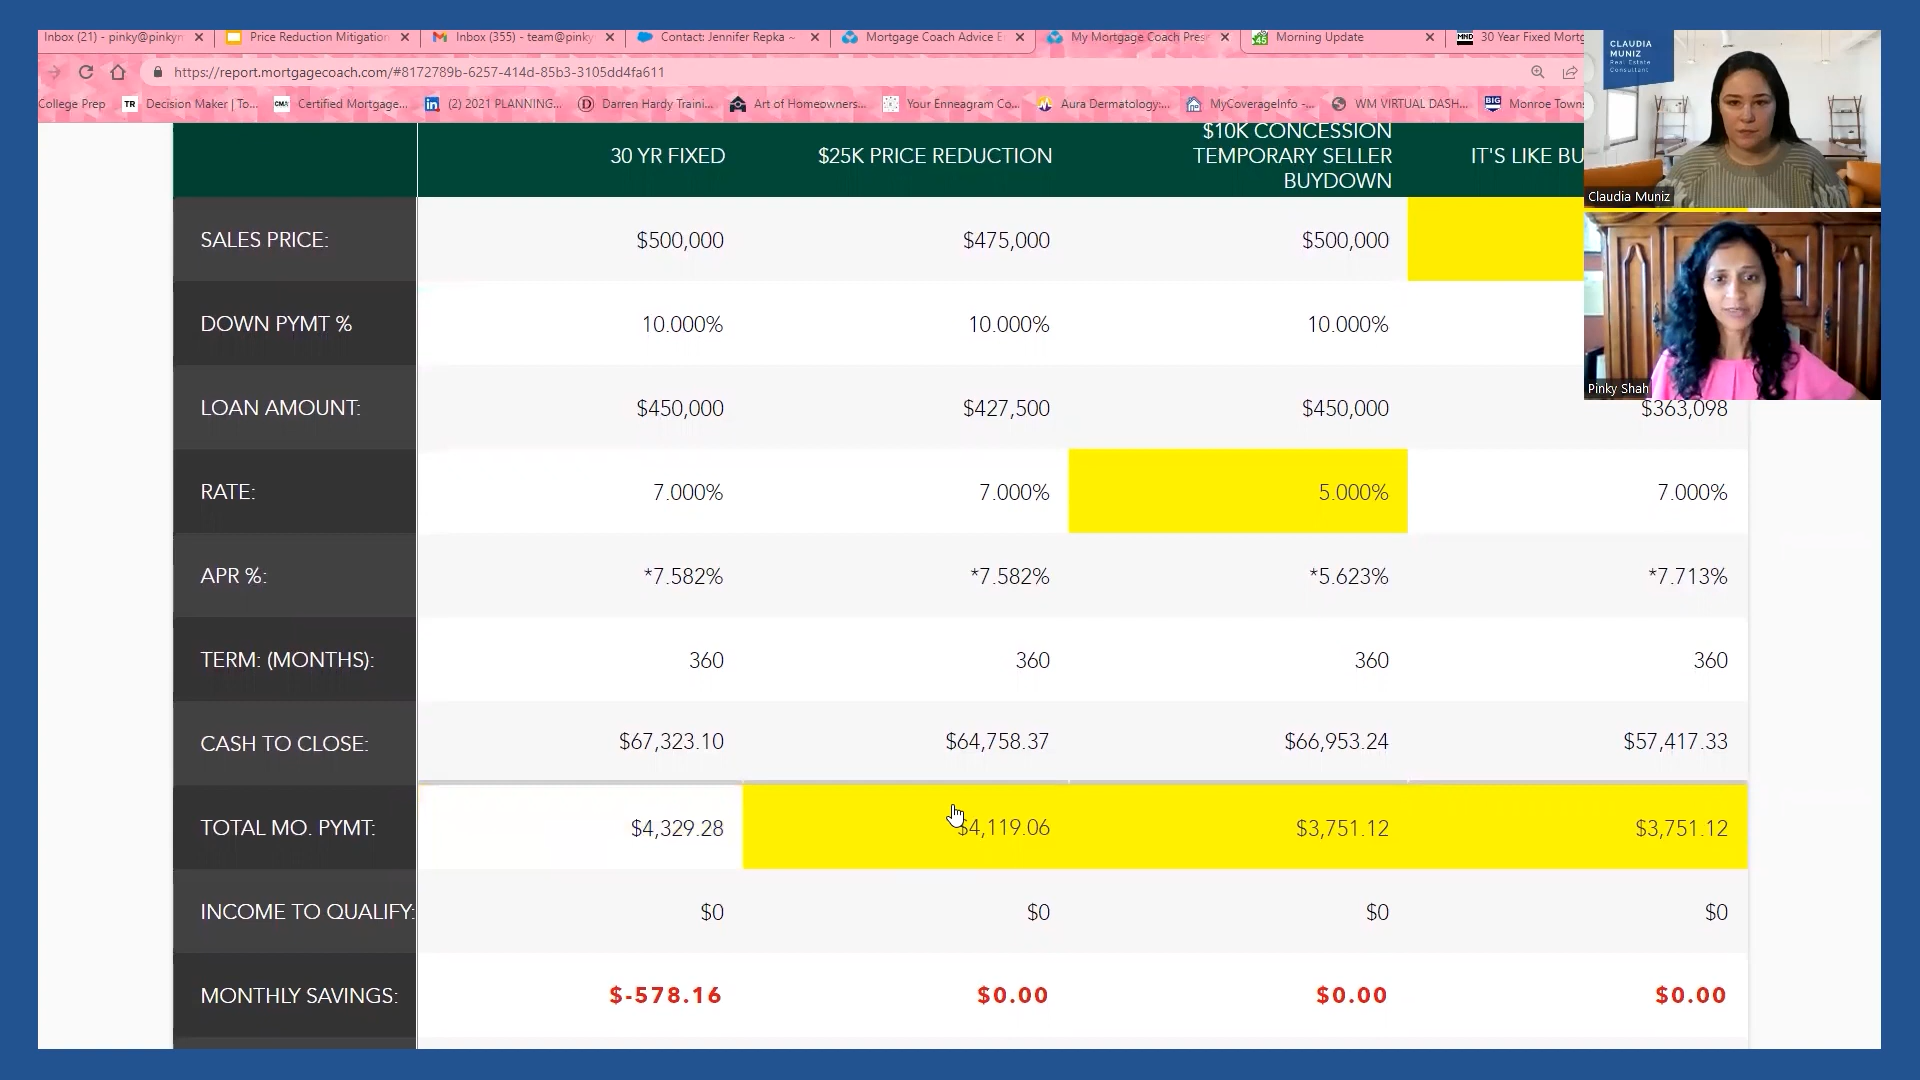 Inbox (21) - pinky@pinkyn
Price Reduction Mitigation
Inbox (355) - team@pinky
Contact: Jennifer Repka ~
Mortgage Coach Advice E
My Mortgage Coach Pres
Morning Update
MND
30 Year Fixed Mortg
https://report.mortgagecoach.com/#8172789b-6257-414d-85b3-3105dd4fa611
College Prep
TR Decision Maker | To...
CMA Certified Mortgage...
in (2) 2021 PLANNING...
Darren Hardy Traini...
Art of Homeowners...
Your Enneagram Co...
Aura Dermatology:...
MyCoverageInfo -...
WM VIRTUAL DASH...
BIG Monroe Towns
CLAUDIA
MUNIZ
Real Estate
Consultant
Claudia Muniz
Pinky Shah
30 YR FIXED
$25K PRICE REDUCTION
$10K CONCESSION
TEMPORARY SELLER
BUYDOWN
IT'S LIKE BU
SALES PRICE: $500,000 $475,000 $500,000
DOWN PYMT % 10.000% 10.000% 10.000%
LOAN AMOUNT: $450,000 $427,500 $450,000 $363,098
RATE: 7.000% 7.000% 5.000% 7.000%
APR %: *7.582% *7.582% *5.623% *7.713%
TERM: (MONTHS): 360 360 360 360
CASH TO CLOSE: $67,323.10 $64,758.37 $66,953.24 $57,417.33
TOTAL MO. PYMT: $4,329.28 $4,119.06 $3,751.12 $3,751.12
INCOME TO QUALIFY: $0 $0 $0 $0
MONTHLY SAVINGS: $-578.16 $0.00 $0.00 $0.00